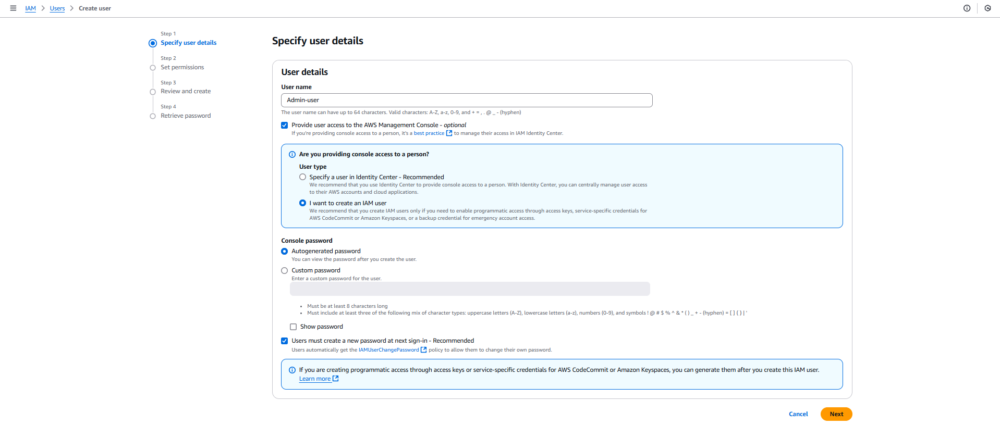 IAM > Users > Create user
Step 1
Specify user details
Step 2
Set permissions
Step 3
Review and create
Step 4
Retrieve password
Specify user details
User details
User name
Admin-user
The user name can have up to 64 characters. Valid characters: A-Z, a-z, 0-9, and + = , . @ _ - (hyphen)
Provide user access to the AWS Management Console - optional
If you're providing console access to a person, it's a best practice to manage their access in IAM Identity Center.
Are you providing console access to a person?
User type
Specify a user in Identity Center - Recommended
We recommend that you use Identity Center to provide console access to a person. With Identity Center, you can centrally manage user access
to their AWS accounts and cloud applications.
I want to create an IAM user
We recommend that you create IAM users only if you need to enable programmatic access through access keys, service-specific credentials for
AWS CodeCommit or Amazon Keyspaces, or a backup credential for emergency account access.
Console password
Autogenerated password
You can view the password after you create the user.
Custom password
Enter a custom password for the user.
• Must be at least 8 characters long
• Must include at least three of the following mix of character types: uppercase letters (A-Z), lowercase letters (a-z), numbers (0-9), and symbols ! @ # $ % ^ & * ( ) _ + - (hyphen) = [ ] { } | '
Show password
Users must create a new password at next sign-in - Recommended
Users automatically get the IAMUserChangePassword policy to allow them to change their own password.
If you are creating programmatic access through access keys or service-specific credentials for AWS CodeCommit or Amazon Keyspaces, you can generate them after you create this IAM user.
Learn more
Cancel
Next